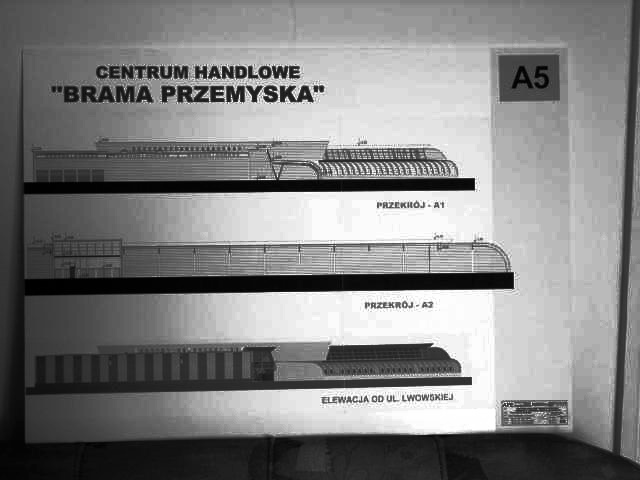 CENTRUM HANDLOWE
"BRAMA PRZEMYSKA"
A5
PRZEKRÓJ - A1
PRZEKRÓJ - A2
ELEWACJA OD UL. LWOWSKIEJ